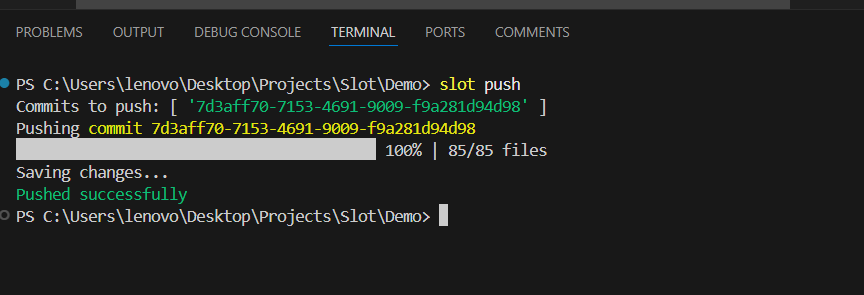 PROBLEMS OUTPUT DEBUG CONSOLE TERMINAL PORTS COMMENTS
PS C:\Users\lenovo\Desktop\Projects\Slot\Demo> slot push
Commits to push: [ '7d3aff70-7153-4691-9009-f9a281d94d98' ]
Pushing commit 7d3aff70-7153-4691-9009-f9a281d94d98
100% | 85/85 files
Saving changes...
Pushed successfully
PS C:\Users\lenovo\Desktop\Projects\Slot\Demo>